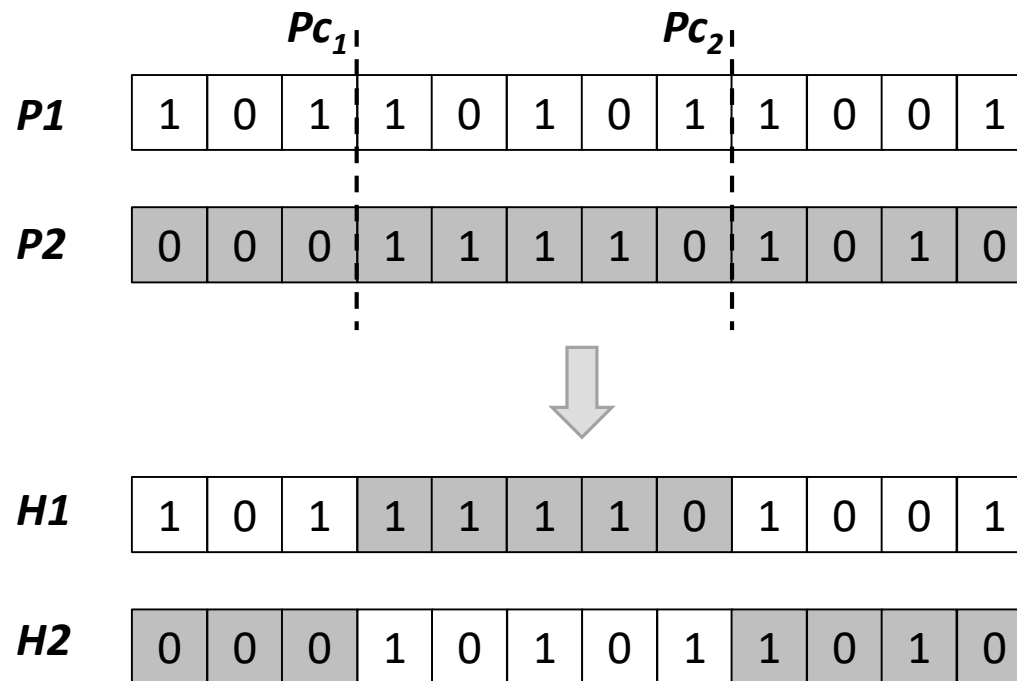 Pc1 Pc2
P1 1 0 1 1 0 1 0 1 1 0 0 1
P2 0 0 0 1 1 1 1 0 1 0 1 0
H1 1 0 1 1 1 1 1 0 1 0 0 1
H2 0 0 0 1 0 1 0 1 1 0 1 0